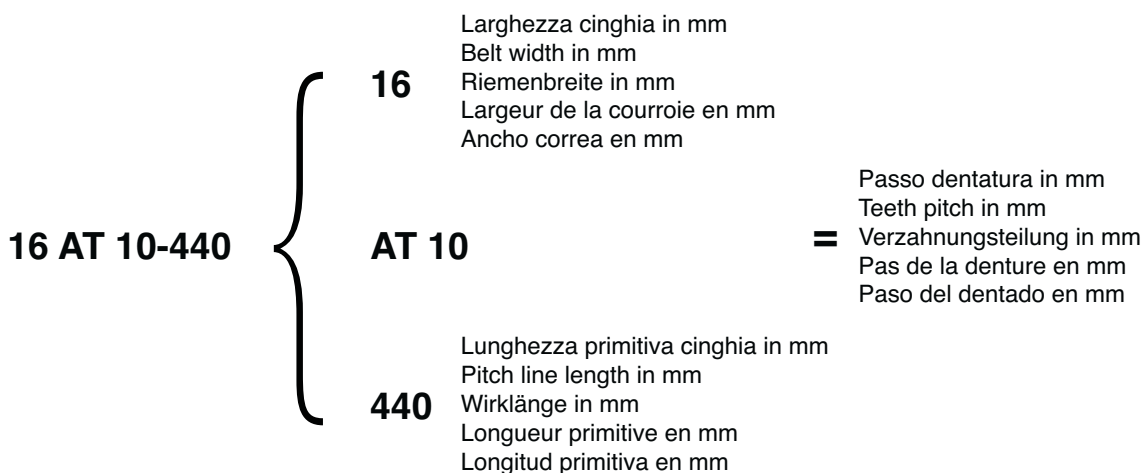 Larghezza cinghia in mm
Belt width in mm
16 Riemenbreite in mm
Largeur de la courroie en mm
Ancho correa en mm
Passo dentatura in mm
Teeth pitch in mm
16 AT 10-440 AT 10 = Verzahnungsteilung in mm
Pas de la denture en mm
Paso del dentado en mm
Lunghezza primitiva cinghia in mm
Pitch line length in mm
440 Wirklänge in mm
Longueur primitive en mm
Longitud primitiva en mm